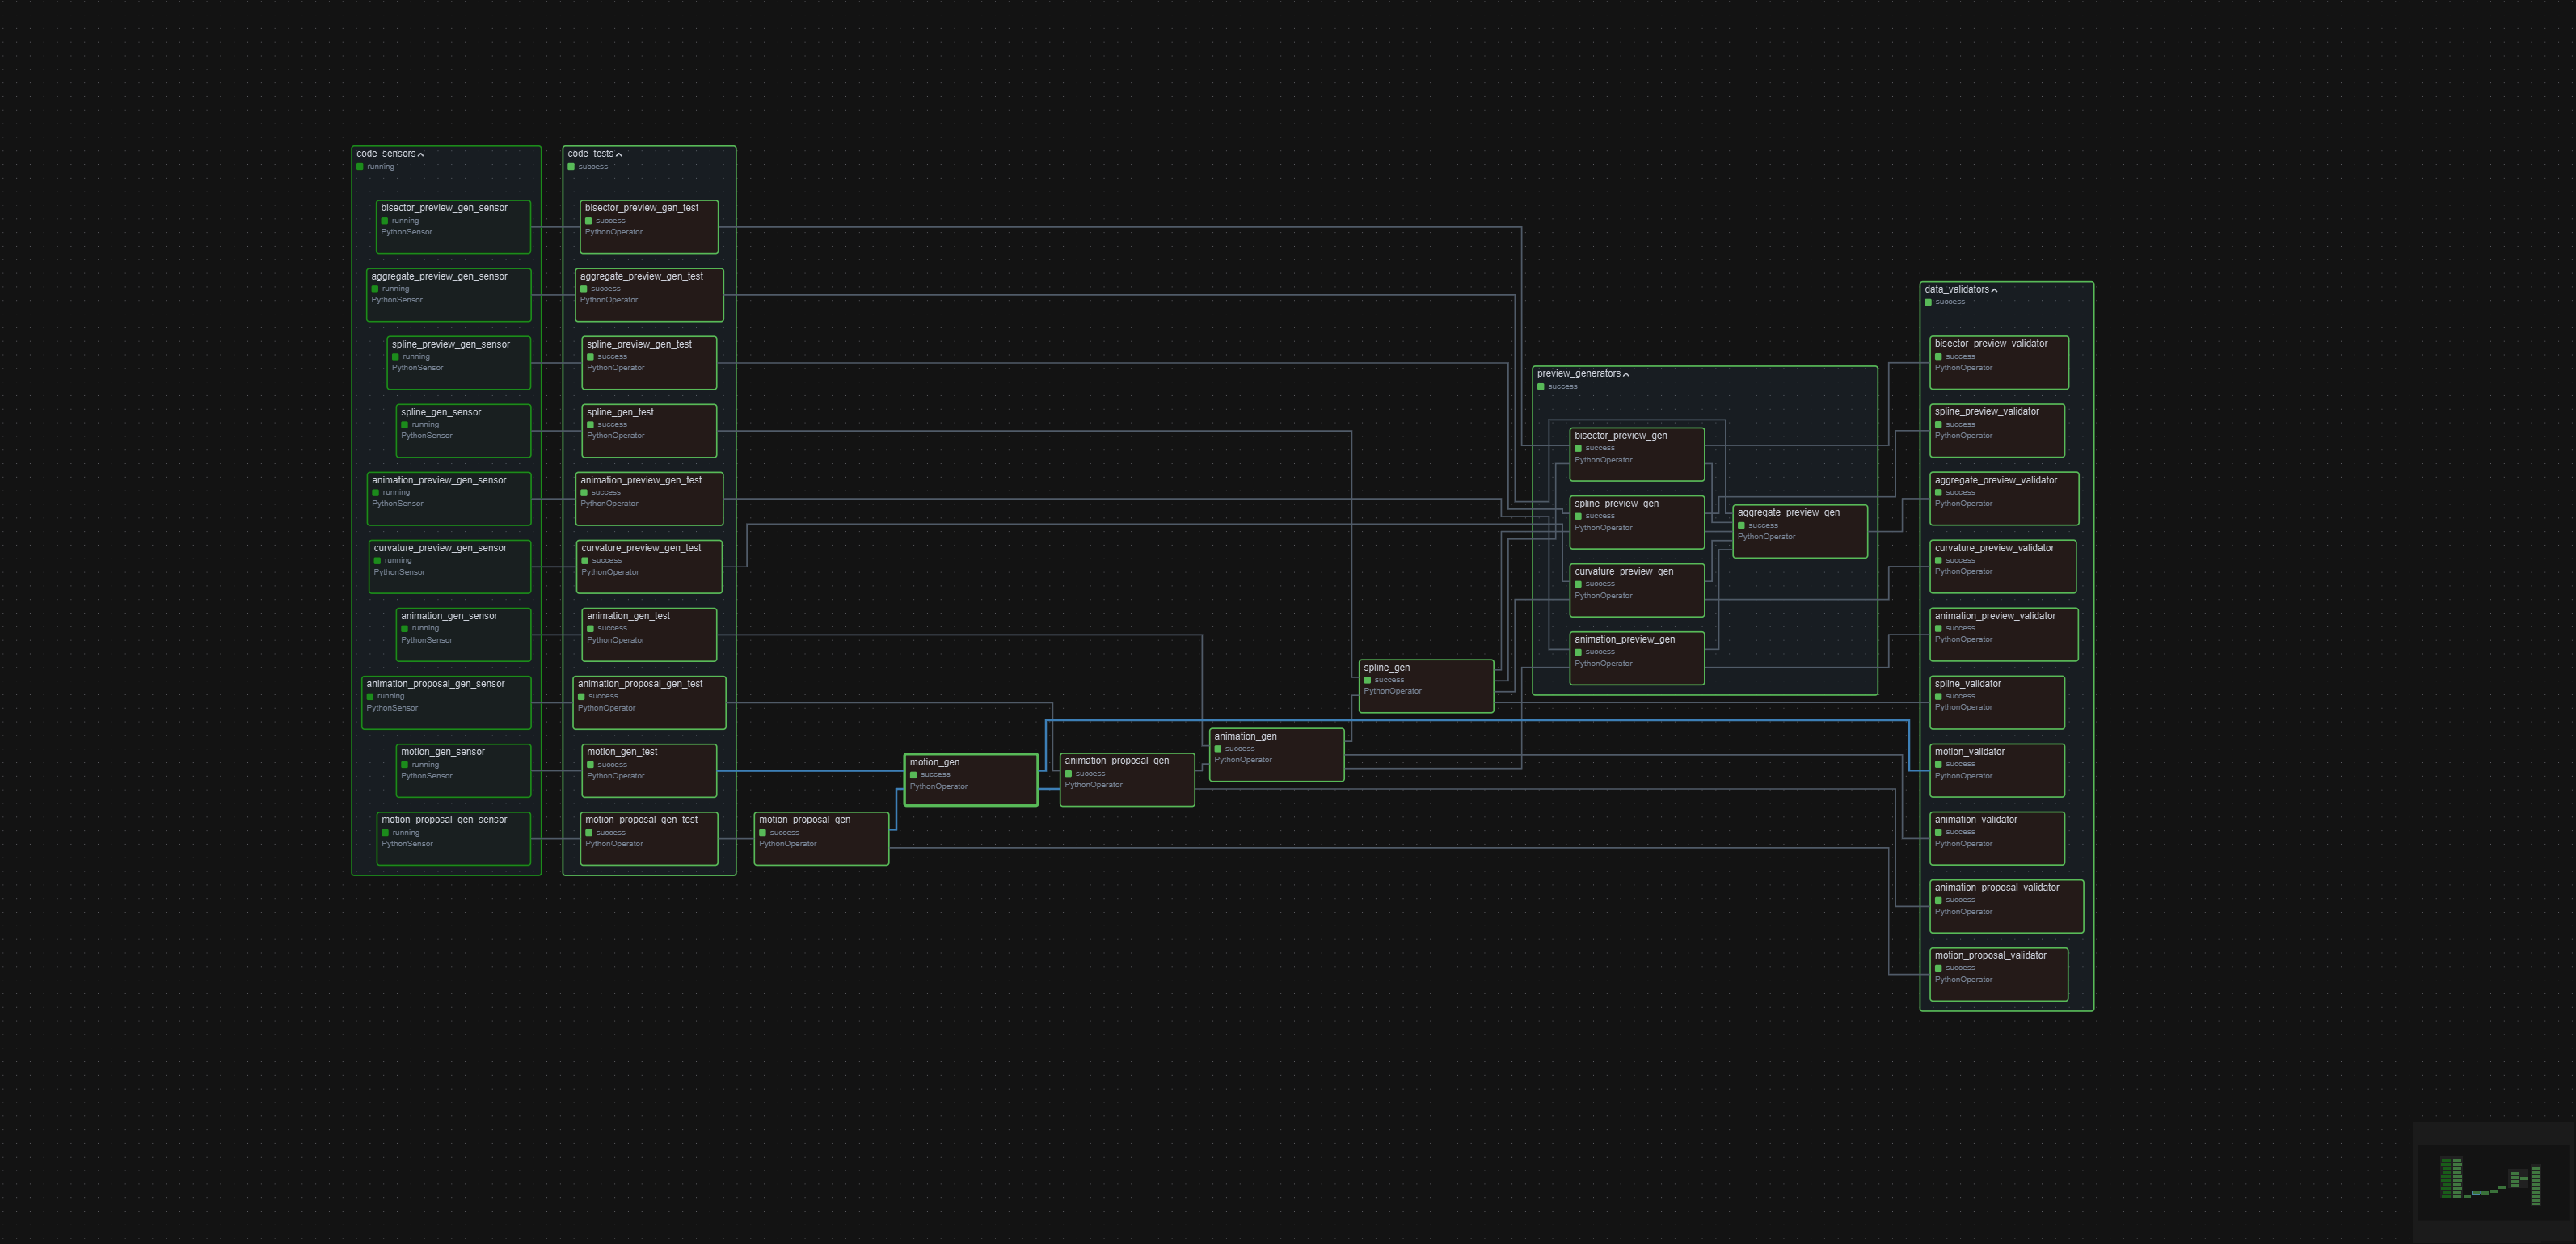 code_sensors
running
bisector_preview_gen_sensor
running
PythonSensor
aggregate_preview_gen_sensor
running
PythonSensor
spline_preview_gen_sensor
running
PythonSensor
spline_gen_sensor
running
PythonSensor
animation_preview_gen_sensor
running
PythonSensor
curvature_preview_gen_sensor
running
PythonSensor
animation_gen_sensor
running
PythonSensor
animation_proposal_gen_sensor
running
PythonSensor
motion_gen_sensor
running
PythonSensor
motion_proposal_gen_sensor
running
PythonSensor
code_tests
success
bisector_preview_gen_test
success
PythonOperator
aggregate_preview_gen_test
success
PythonOperator
spline_preview_gen_test
success
PythonOperator
spline_gen_test
success
PythonOperator
animation_preview_gen_test
success
PythonOperator
curvature_preview_gen_test
success
PythonOperator
animation_gen_test
success
PythonOperator
animation_proposal_gen_test
success
PythonOperator
motion_gen_test
success
PythonOperator
motion_proposal_gen_test
success
PythonOperator
motion_proposal_gen
success
PythonOperator
motion_gen
success
PythonOperator
animation_proposal_gen
success
PythonOperator
animation_gen
success
PythonOperator
spline_gen
success
PythonOperator
preview_generators
success
bisector_preview_gen
success
PythonOperator
spline_preview_gen
success
PythonOperator
curvature_preview_gen
success
PythonOperator
animation_preview_gen
success
PythonOperator
aggregate_preview_gen
success
PythonOperator
data_validators
success
bisector_preview_validator
success
PythonOperator
spline_preview_validator
success
PythonOperator
aggregate_preview_validator
success
PythonOperator
curvature_preview_validator
success
PythonOperator
animation_preview_validator
success
PythonOperator
spline_validator
success
PythonOperator
motion_validator
success
PythonOperator
animation_validator
success
PythonOperator
animation_proposal_validator
success
PythonOperator
motion_proposal_validator
success
PythonOperator